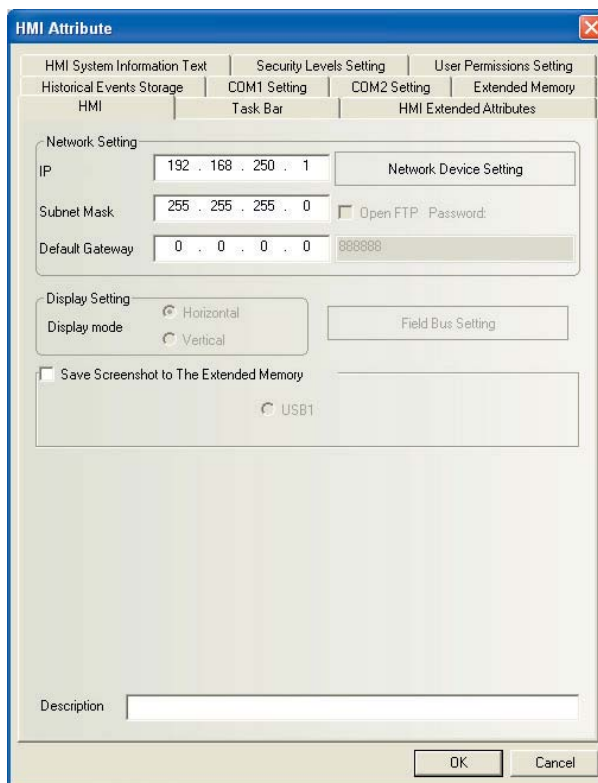 HMI Attribute
HMI System Information Text Security Levels Setting User Permissions Setting
Historical Events Storage COM1 Setting COM2 Setting Extended Memory
HMI Task Bar HMI Extended Attributes
Network Setting
IP 192 . 168 . 250 . 1 Network Device Setting
Subnet Mask 255 . 255 . 255 . 0 Open FTP Password:
Default Gateway 0 . 0 . 0 . 0 888888
Display Setting
Display mode Horizontal Field Bus Setting
Vertical
Save Screenshot to The Extended Memory
USB1
Description
OK Cancel